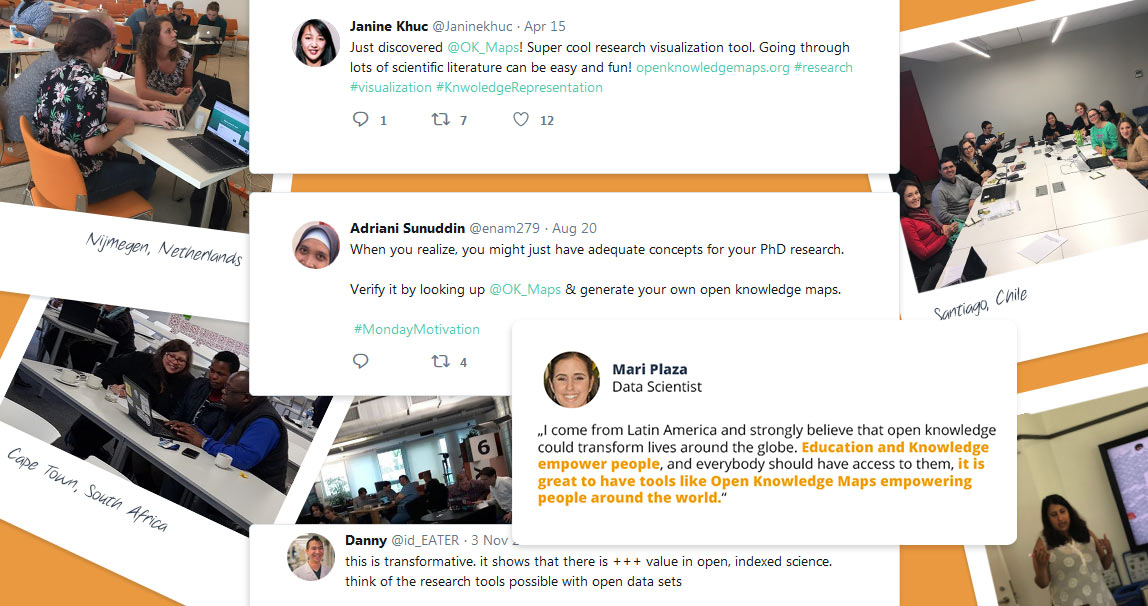 Janine Khuc @Janinekhuc · Apr 15
Just discovered @OK_Maps! Super cool research visualization tool. Going through
lots of scientific literature can be easy and fun! openknowledgemaps.org #research
#visualization #KnwoledgeRepresentation
1 7 12
Nijmegen, Netherlands
Adriani Sunuddin @enam279 · Aug 20
When you realize, you might just have adequate concepts for your PhD research.
Verify it by looking up @OK_Maps & generate your own open knowledge maps.
#MondayMotivation
4
Santiago, Chile
Mari Plaza
Data Scientist
„I come from Latin America and strongly believe that open knowledge
could transform lives around the globe. Education and Knowledge
empower people, and everybody should have access to them, it is
great to have tools like Open Knowledge Maps empowering
people around the world.“
Cape Town, South Africa
6
Danny @id_EATER · 3 Nov
this is transformative. it shows that there is +++ value in open, indexed science.
think of the research tools possible with open data sets